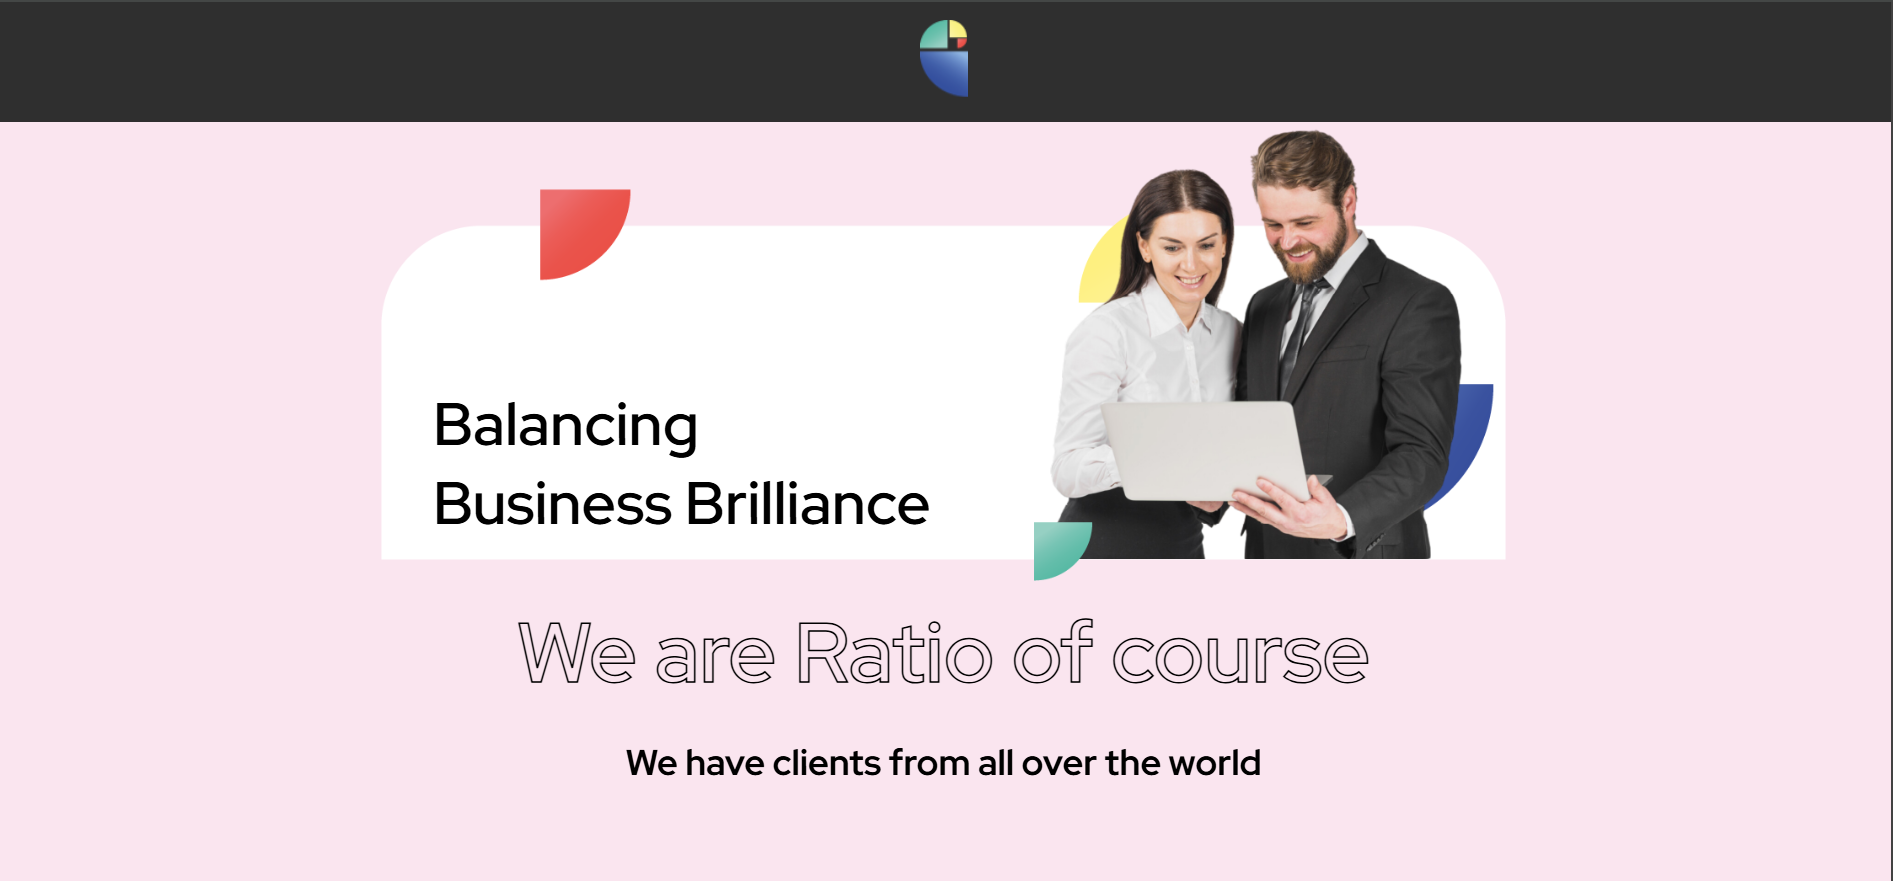 Balancing
Business Brilliance
We are Ratio of course
We have clients from all over the world